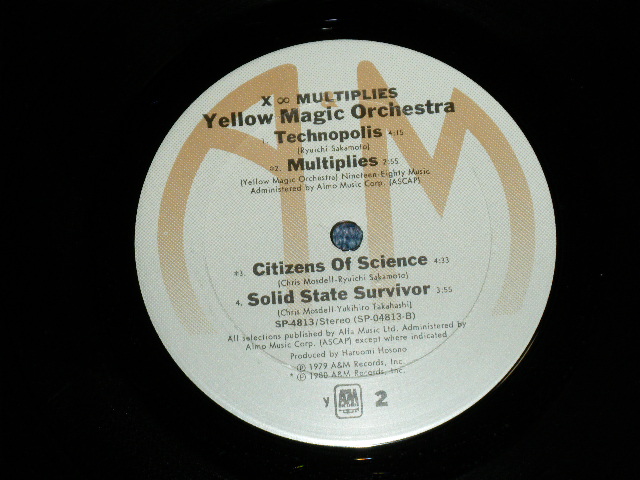 X ∞ MULTIPLIES
Yellow Magic Orchestra
1. Technopolis 4:15
(Ryuichi Sakamoto)
*2. Multiplies 2:55
(Yellow Magic Orchestra) Nineteen-Eighty Music
Administered by Almo Music Corp. (ASCAP)
*3. Citizens Of Science 4:33
(Chris Mosdell-Ryuichi Sakamoto)
4. Solid State Survivor 3:55
(Chris Mosdell-Yukihiro Takahashi)
SP-4813/Stereo (SP-04813-B)
All selections published by Alfa Music Ltd. Administered by
Almo Music Corp. (ASCAP) except where indicated
Produced by Haruomi Hosono
℗ 1979 A&M Records, Inc.
* ℗ 1980 A&M Records, Inc.
y A&M 2